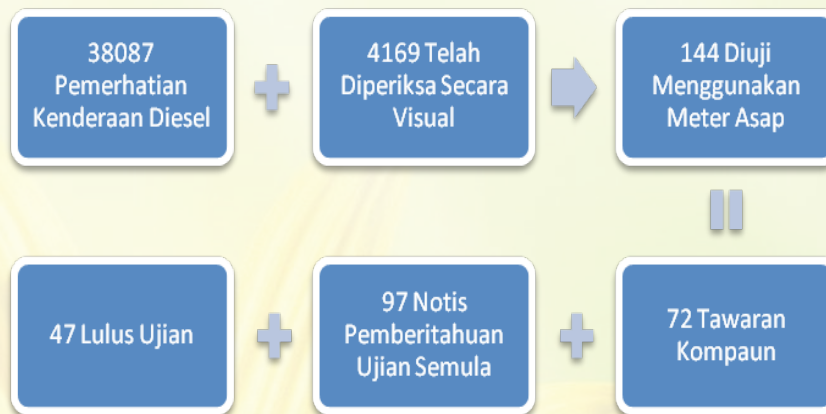 38087
Pemerhatian
Kenderaan Diesel
4169 Telah
Diperiksa Secara
Visual
144 Diuji
Menggunakan
Meter Asap
47 Lulus Ujian
97 Notis
Pemberitahuan
Ujian Semula
72 Tawaran
Kompaun